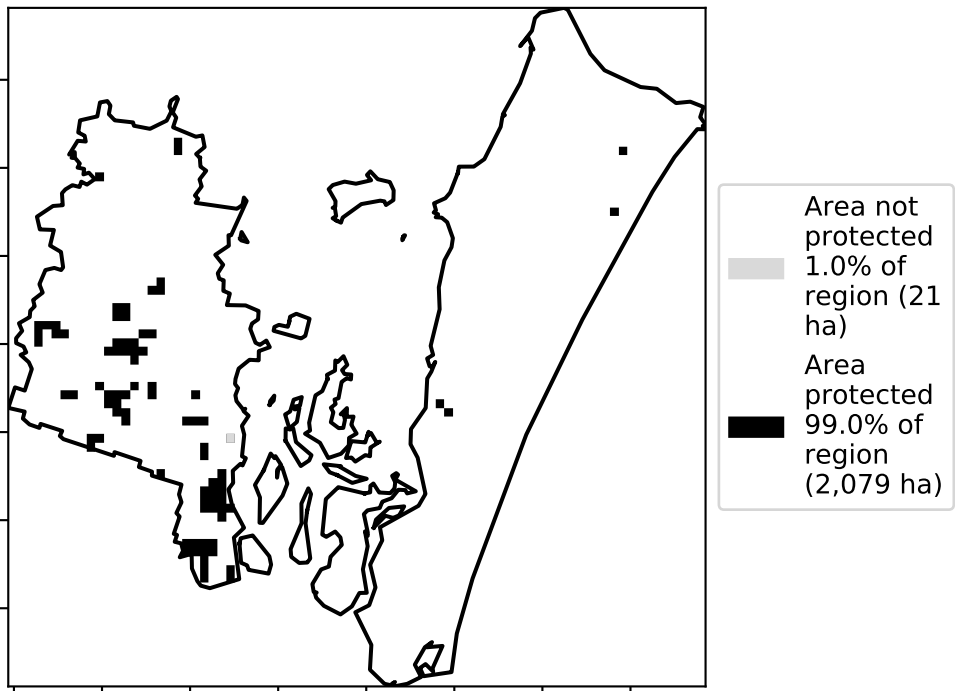 Area not
protected
1.0% of
region (21
ha)
Area
protected
99.0% of
region
(2,079 ha)